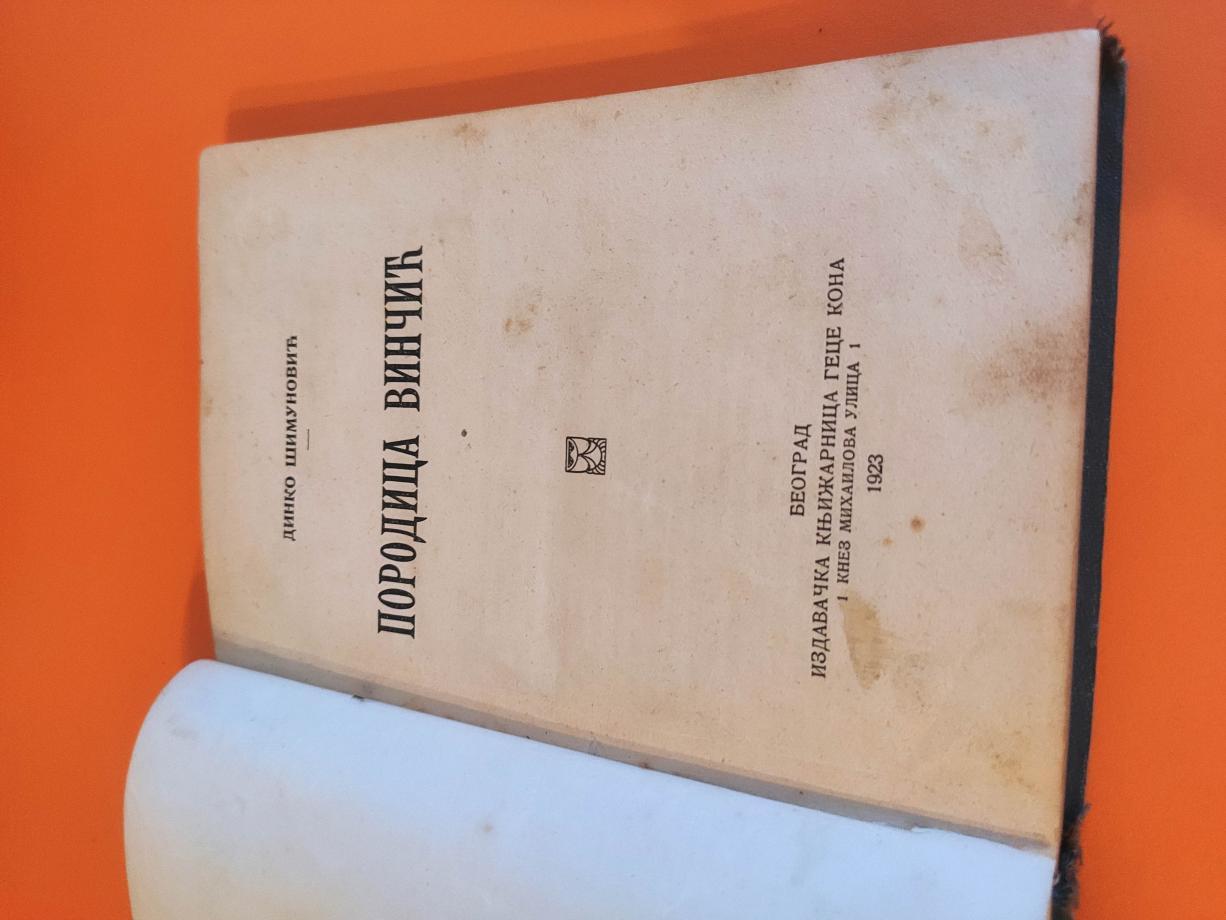 ДИНКО ШИМУНОВИЋ
ПОРОДИЦА ВИНЧИЋ
БЕОГРАД
ИЗДАВАЧКА КЊИЖАРНИЦА ГЕЦЕ КОНА
1 КНЕЗ МИХАИЛОВА УЛИЦА 1
1923